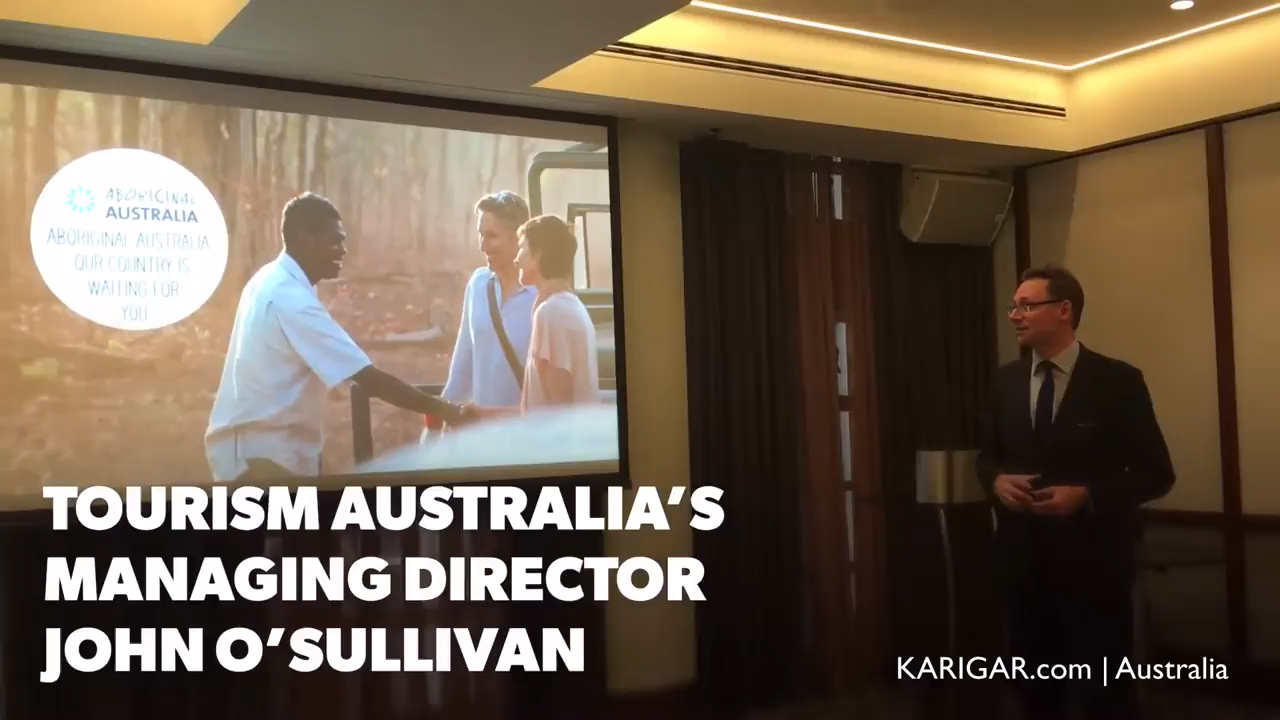 ABORIGINAL
AUSTRALIA
ABORIGINAL AUSTRALIA
OUR COUNTRY IS
WAITING FOR
YOU
TOURISM AUSTRALIA'S
MANAGING DIRECTOR
JOHN O'SULLIVAN
KARIGAR.com | Australia